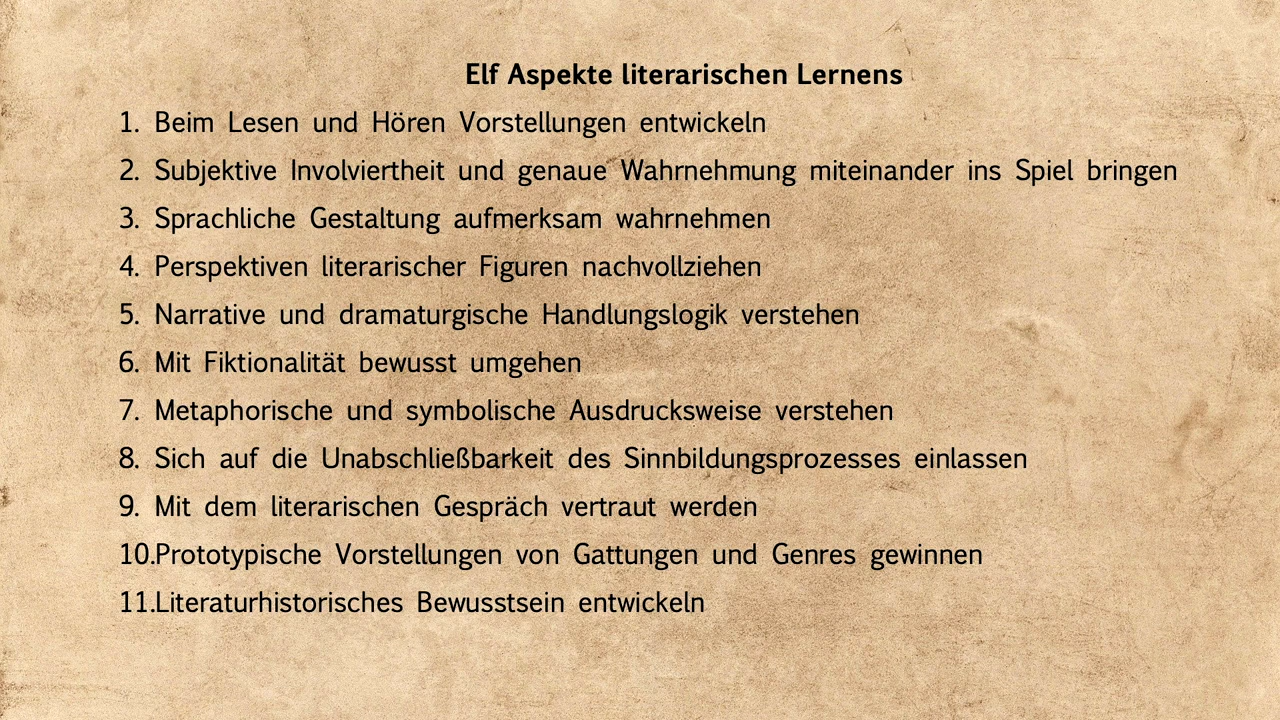 Elf Aspekte literarischen Lernens
1. Beim Lesen und Hören Vorstellungen entwickeln
2. Subjektive Involviertheit und genaue Wahrnehmung miteinander ins Spiel bringen
3. Sprachliche Gestaltung aufmerksam wahrnehmen
4. Perspektiven literarischer Figuren nachvollziehen
5. Narrative und dramaturgische Handlungslogik verstehen
6. Mit Fiktionalität bewusst umgehen
7. Metaphorische und symbolische Ausdrucksweise verstehen
8. Sich auf die Unabschließbarkeit des Sinnbildungsprozesses einlassen
9. Mit dem literarischen Gespräch vertraut werden
10.Prototypische Vorstellungen von Gattungen und Genres gewinnen
11.Literaturhistorisches Bewusstsein entwickeln